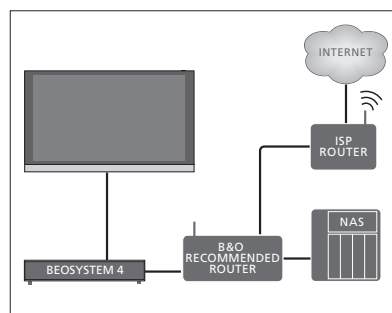 INTERNET
ISP
ROUTER
NAS
B&O
RECOMMENDED
ROUTER
BEOSYSTEM 4